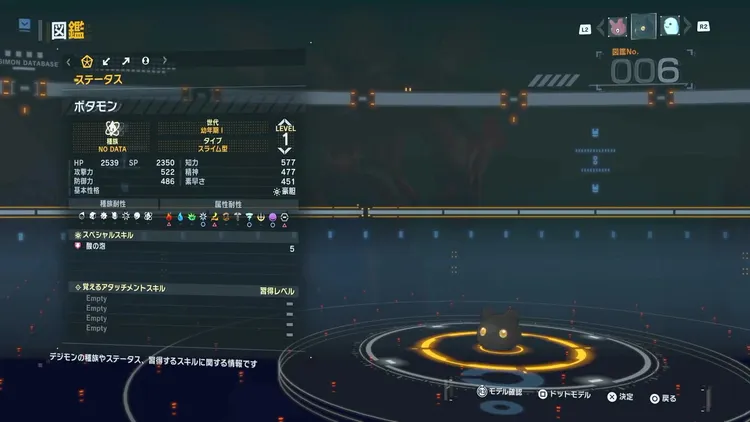 図鑑
L2
R2
DIGIMON DATABASE
図鑑No.
006
ステータス
ボタモン
種族
NO DATA
世代
幼年期 I
タイプ
スライム型
LEVEL
1
HP 2539 SP 2350 知力 577
攻撃力 522 精神 477
防御力 486 素早さ 451
基本性格 豪胆
種族耐性 属性耐性
スペシャルスキル
酸の泡 5
覚えるアタッチメントスキル 習得レベル
Empty
Empty
Empty
Empty
デジモンの種族やステータス、習得するスキルに関する情報です
R3 モデル確認 ドットモデル 決定 戻る